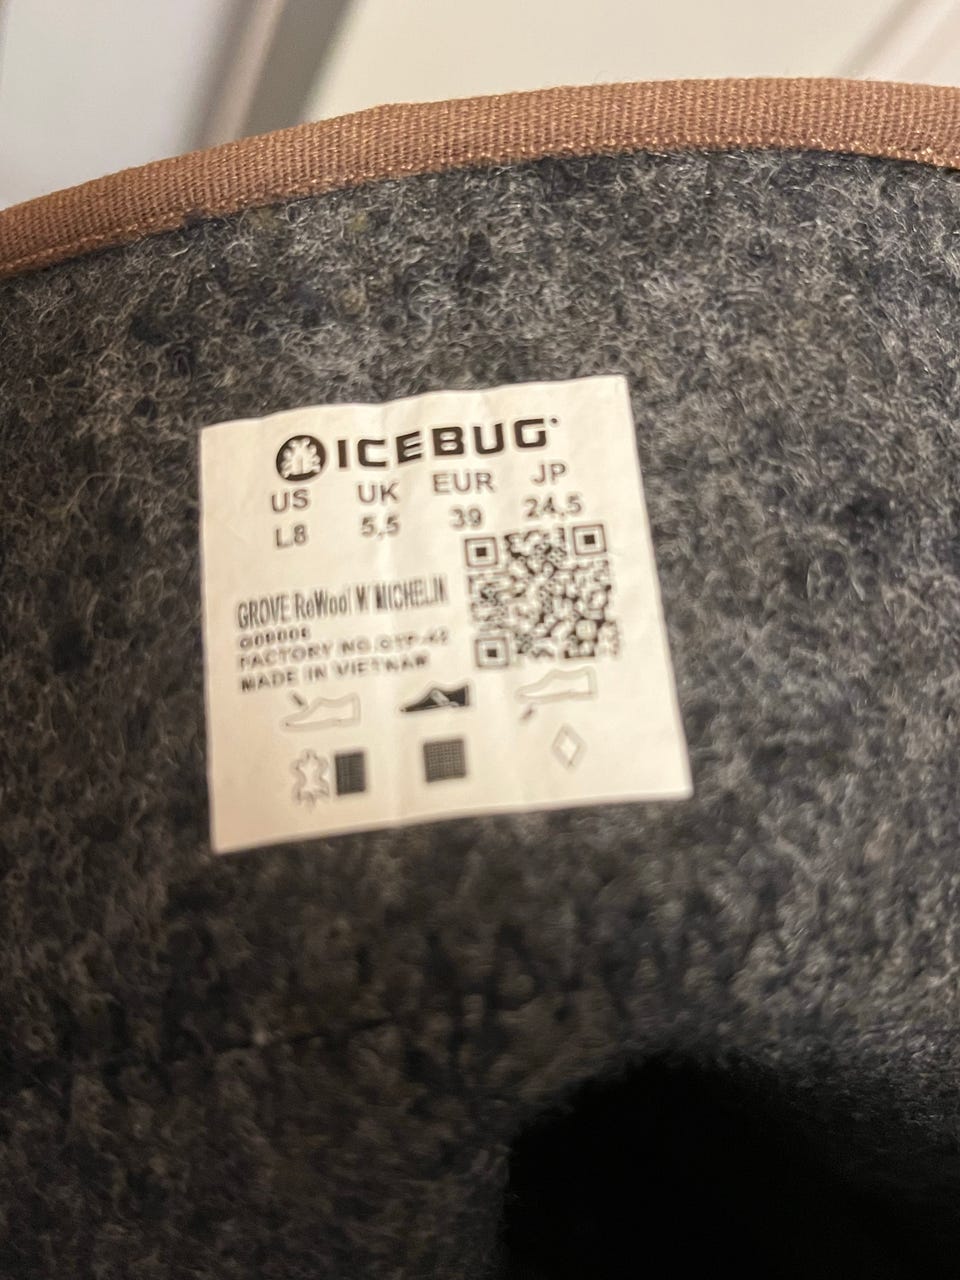 ICEBUG
US UK EUR JP
L8 5,5 39 24,5
GROVE ReWool W MICHELIN
FACTORY NO.
MADE IN VIETNAM